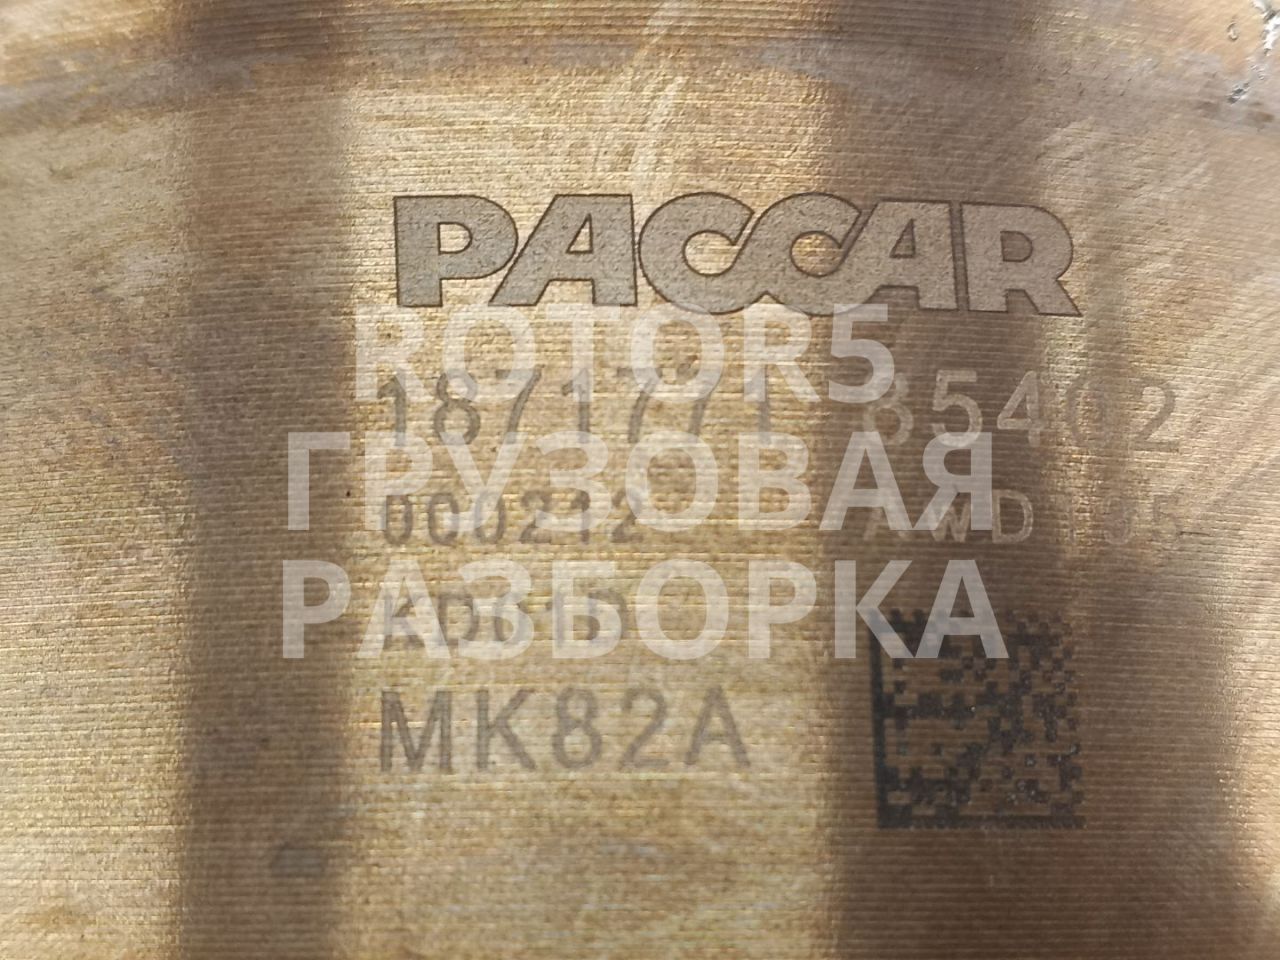 PACCAR
ROTOR5
1871771 85402
ГРУЗОВАЯ
000212
РАЗБОРКА
MK82A